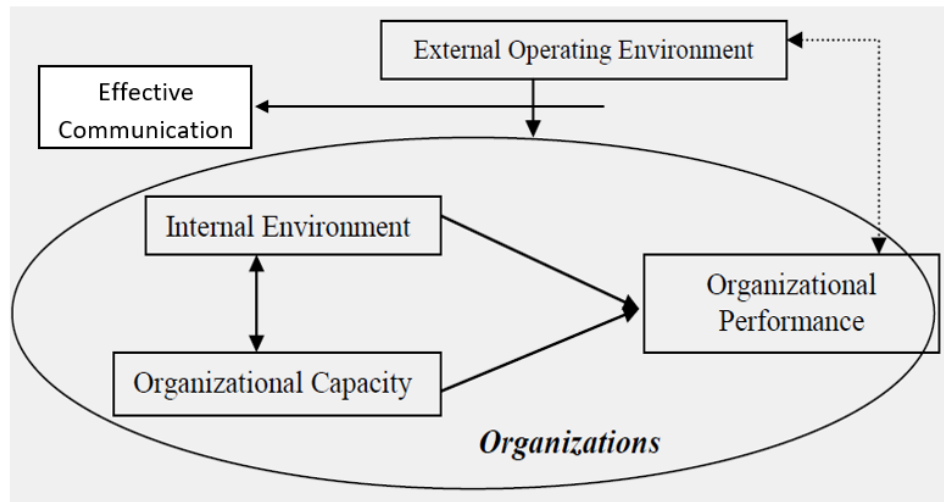 External Operating Environment
Effective
Communication
Internal Environment
Organizational
Performance
Organizational Capacity
Organizations